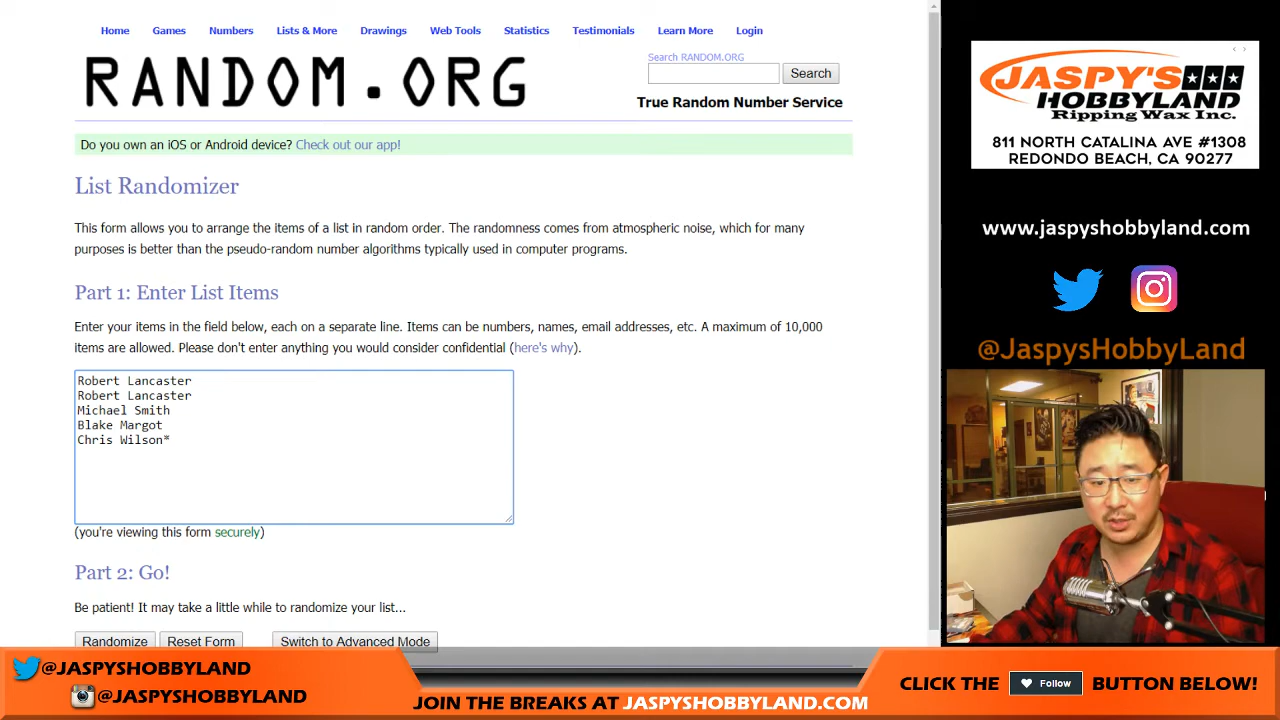 Home Games Numbers Lists & More Drawings Web Tools Statistics Testimonials Learn More Login
RANDOM.ORG
Search RANDOM.ORG
Search
True Random Number Service
Do you own an iOS or Android device? Check out our app!
List Randomizer
This form allows you to arrange the items of a list in random order. The randomness comes from atmospheric noise, which for many
purposes is better than the pseudo-random number algorithms typically used in computer programs.
Part 1: Enter List Items
Enter your items in the field below, each on a separate line. Items can be numbers, names, email addresses, etc. A maximum of 10,000
items are allowed. Please don't enter anything you would consider confidential (here's why).
Robert Lancaster
Robert Lancaster
Michael Smith
Blake Margot
Chris Wilson*
(you're viewing this form securely)
Part 2: Go!
Be patient! It may take a little while to randomize your list...
Randomize Reset Form Switch to Advanced Mode
JASPY'S
HOBBYLAND
Ripping Wax Inc.
811 NORTH CATALINA AVE #1308
REDONDO BEACH, CA 90277
www.jaspyshobbyland.com
@JaspysHobbyLand
@JASPYSHOBBYLAND
@JASPYSHOBBYLAND
JOIN THE BREAKS AT JASPYSHOBBYLAND.COM
CLICK THE Follow BUTTON BELOW!